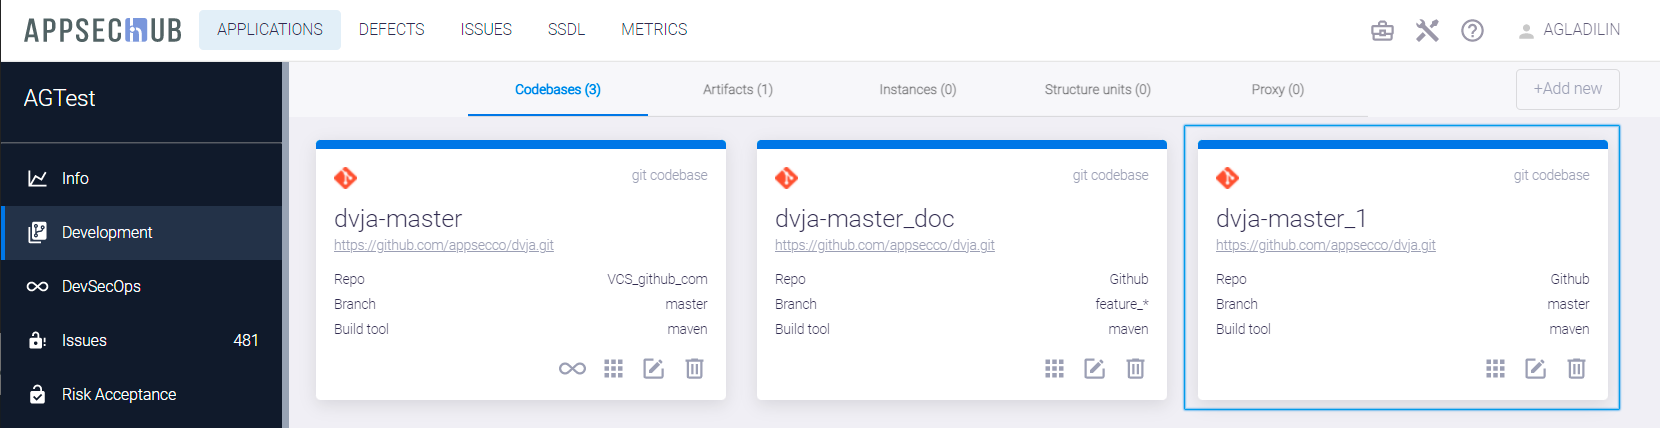 APPSECHUB
APPLICATIONS
DEFECTS
ISSUES
SSDL
METRICS
AGLADILIN
AGTest
Info
Development
DevSecOps
Issues 481
Risk Acceptance
Codebases (3)
Artifacts (1)
Instances (0)
Structure units (0)
Proxy (0)
+Add new
git codebase
dvja-master
https://github.com/appsecco/dvja.git
Repo VCS_github_com
Branch master
Build tool maven
git codebase
dvja-master_doc
https://github.com/appsecco/dvja.git
Repo Github
Branch feature_*
Build tool maven
git codebase
dvja-master_1
https://github.com/appsecco/dvja.git
Repo Github
Branch master
Build tool maven